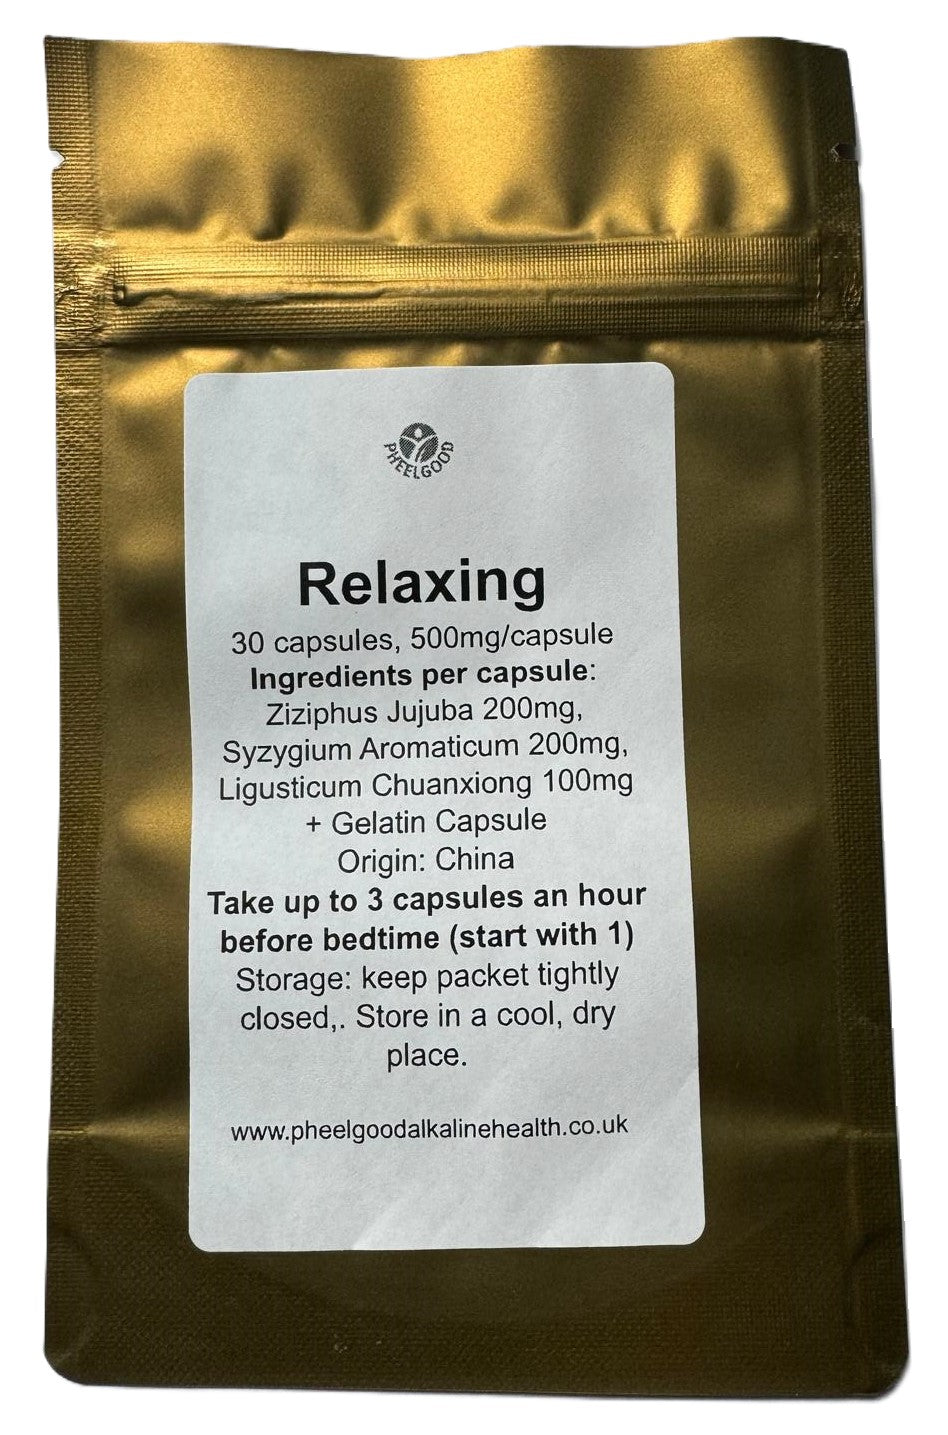 PHEELGOOD
Relaxing
30 capsules, 500mg/capsule
Ingredients per capsule:
Ziziphus Jujuba 200mg,
Syzygium Aromaticum 200mg,
Ligusticum Chuanxiong 100mg
+ Gelatin Capsule
Origin: China
Take up to 3 capsules an hour
before bedtime (start with 1)
Storage: keep packet tightly
closed,. Store in a cool, dry
place.
www.pheelgoodalkalinehealth.co.uk